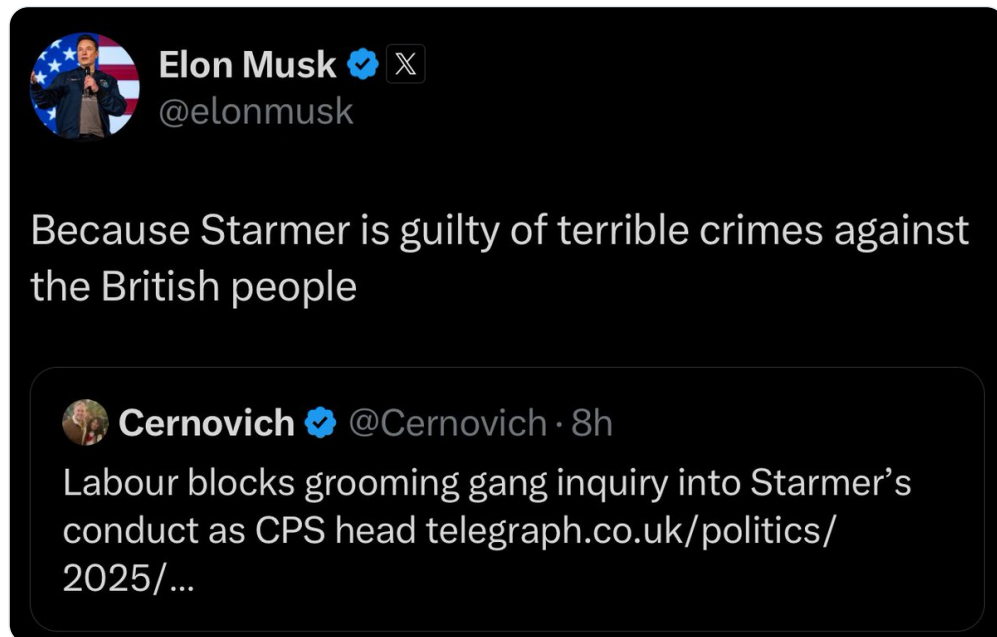 Elon Musk
@elonmusk
Because Starmer is guilty of terrible crimes against
the British people
Cernovich @Cernovich · 8h
Labour blocks grooming gang inquiry into Starmer’s
conduct as CPS head telegraph.co.uk/politics/
2025/…